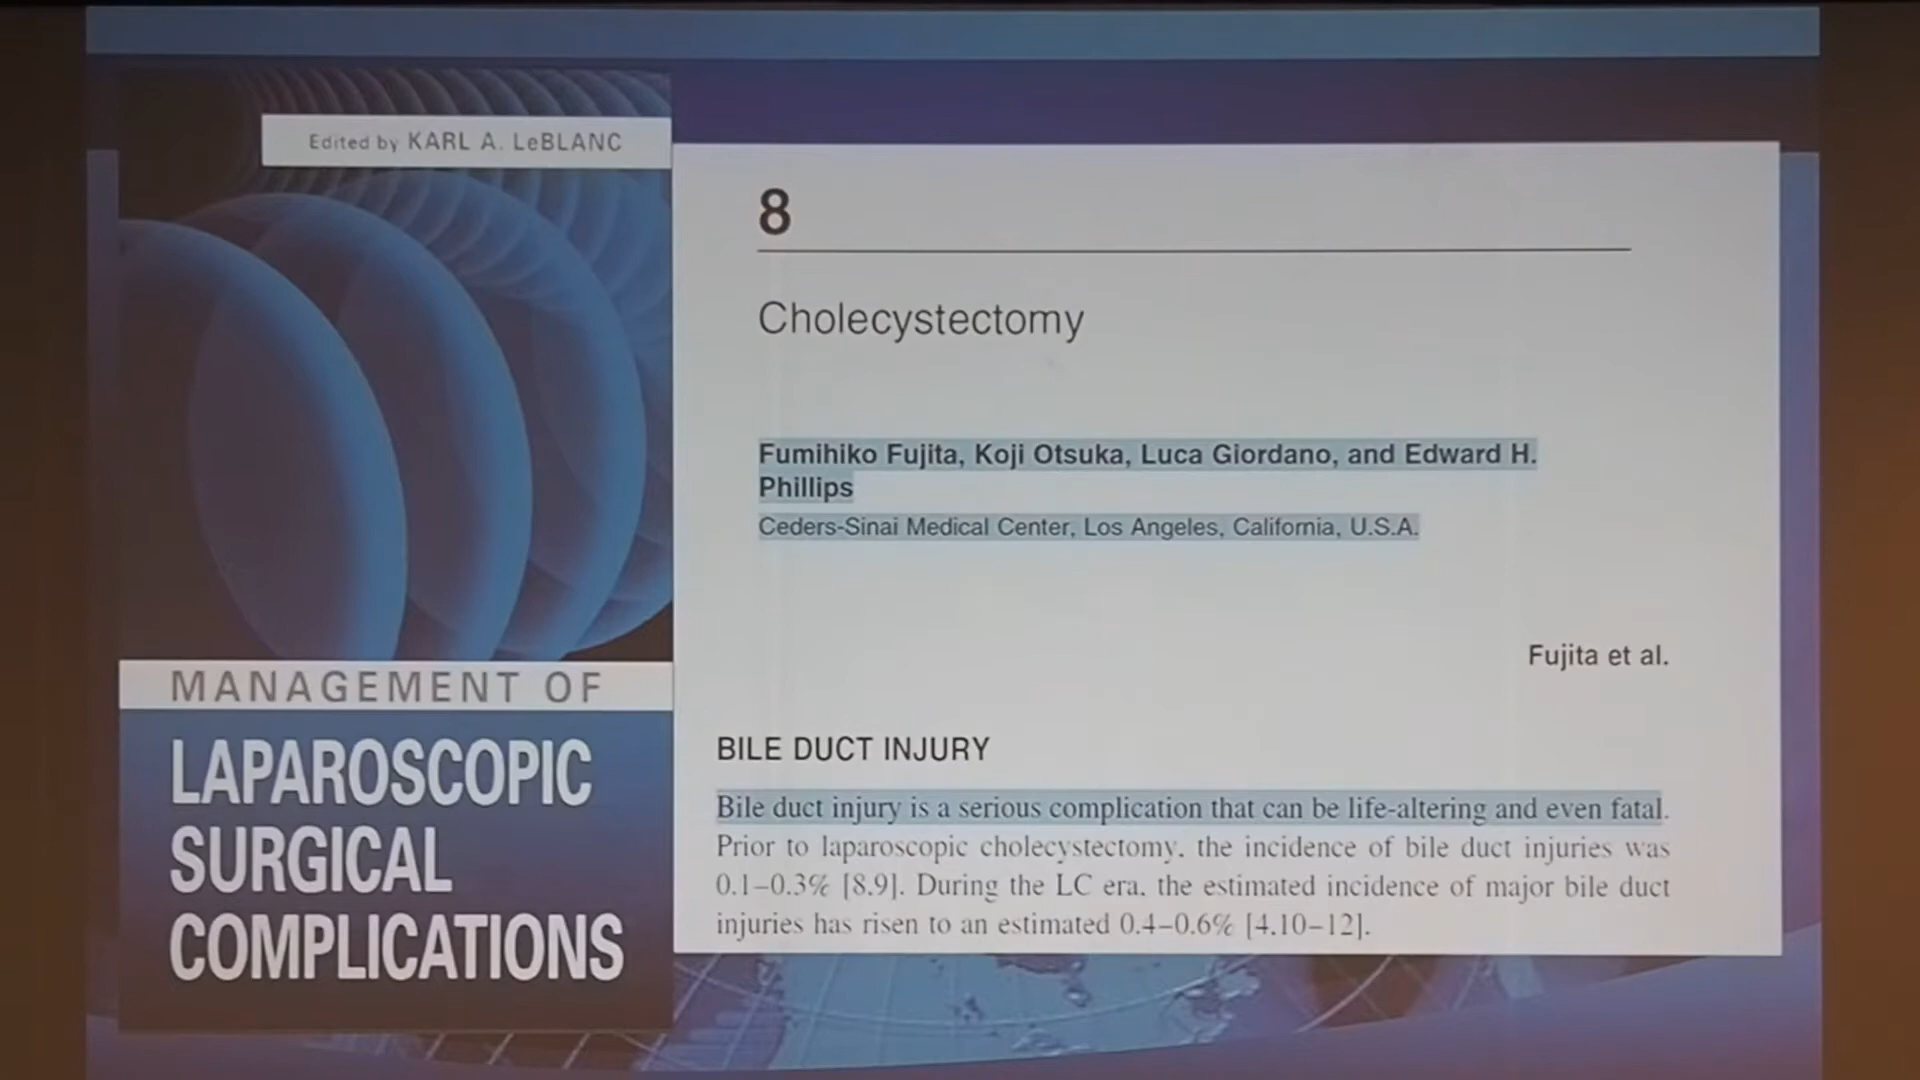 Edited by KARL A. LeBLANC
MANAGEMENT OF
LAPAROSCOPIC
SURGICAL
COMPLICATIONS
8
Cholecystectomy
Fumihiko Fujita, Koji Otsuka, Luca Giordano, and Edward H.
Phillips
Ceders-Sinai Medical Center, Los Angeles, California, U.S.A.
Fujita et al.
BILE DUCT INJURY
Bile duct injury is a serious complication that can be life-altering and even fatal.
Prior to laparoscopic cholecystectomy, the incidence of bile duct injuries was
0.1–0.3% [8,9]. During the LC era, the estimated incidence of major bile duct
injuries has risen to an estimated 0.4–0.6% [4,10–12].